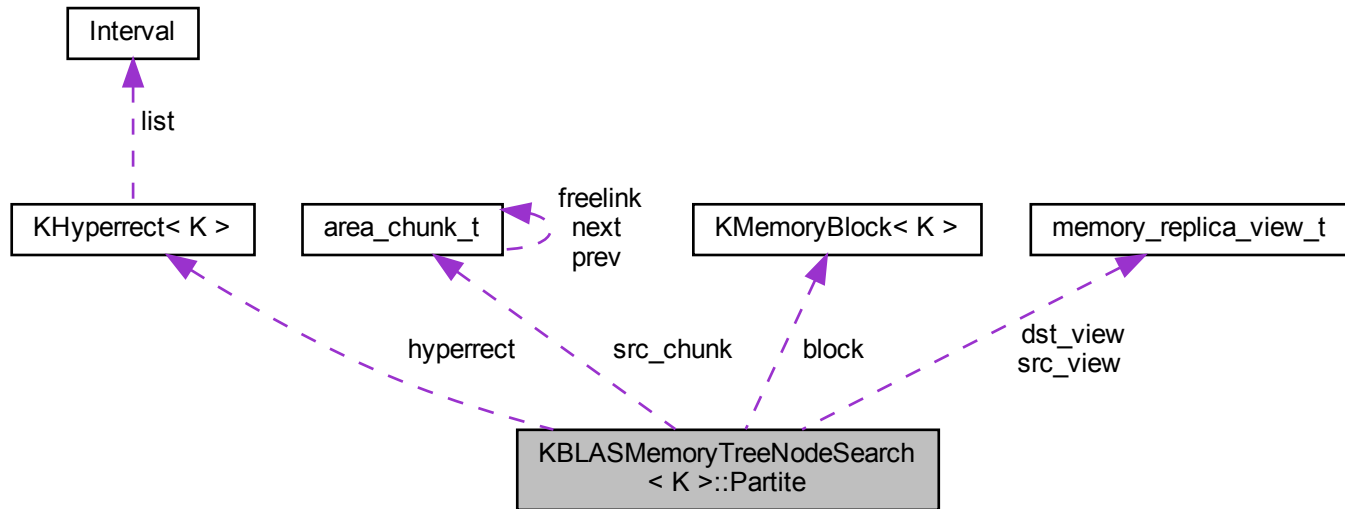 Interval
list
KHyperrect< K >
area_chunk_t
freelink
next
prev
KMemoryBlock< K >
memory_replica_view_t
hyperrect
src_chunk
block
dst_view
src_view
KBLASMemoryTreeNodeSearch
< K >::Partite